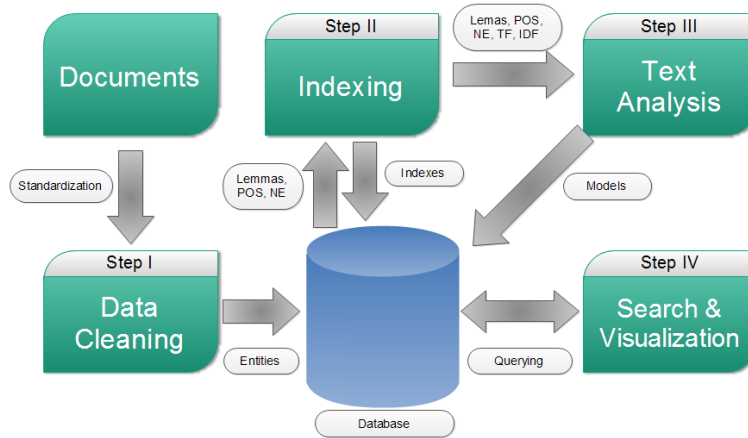 Documents
Step II
Indexing
Lemas, POS,
NE, TF, IDF
Step III
Text
Analysis
Standardization
Lemmas,
POS, NE
Indexes
Models
Step I
Data
Cleaning
Entities
Database
Querying
Step IV
Search &
Visualization